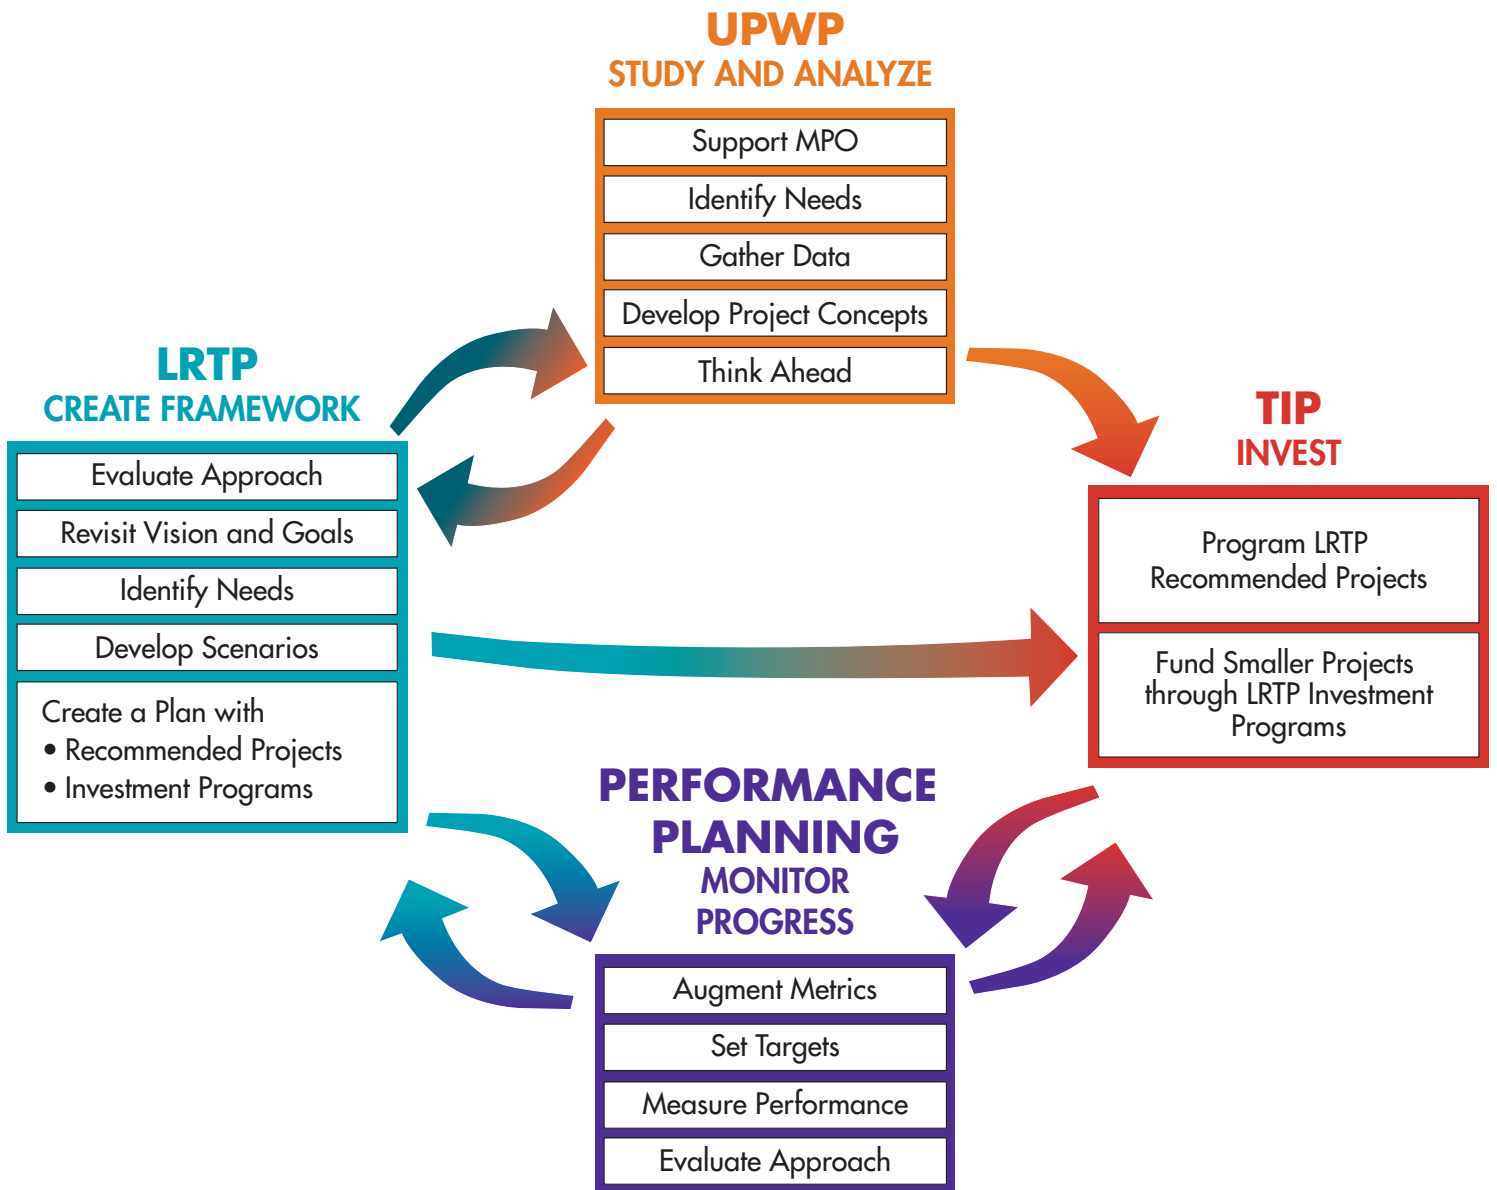 UPWP
STUDY AND ANALYZE
Support MPO
Identify Needs
Gather Data
Develop Project Concepts
Think Ahead
LRTP
CREATE FRAMEWORK
Evaluate Approach
Revisit Vision and Goals
Identify Needs
Develop Scenarios
Create a Plan with
• Recommended Projects
• Investment Programs
TIP
INVEST
Program LRTP
Recommended Projects
Fund Smaller Projects
through LRTP Investment
Programs
PERFORMANCE
PLANNING
MONITOR
PROGRESS
Augment Metrics
Set Targets
Measure Performance
Evaluate Approach